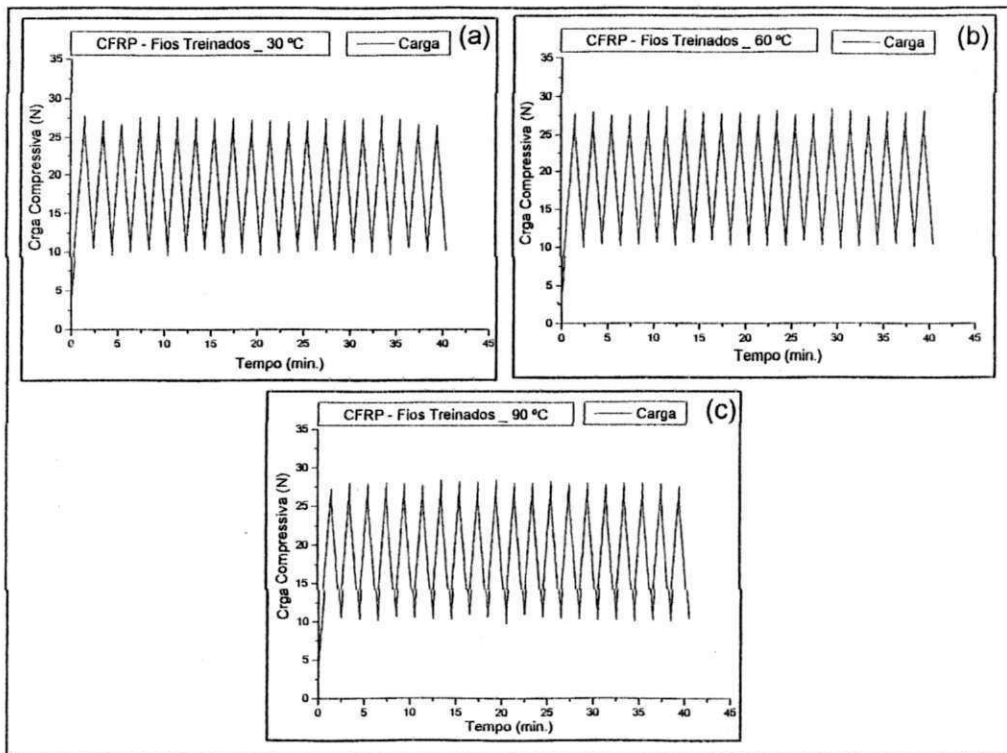 CFRP - Fios Treinados _ 30 ºC
Carga
(a)
Crga Compressiva (N)
35
30
25
20
15
10
5
0
0 5 10 15 20 25 30 35 40 45
Tempo (min.)
CFRP - Fios Treinados _ 60 ºC
Carga
(b)
Crga Compressiva (N)
35
30
25
20
15
10
5
0
0 5 10 15 20 25 30 35 40 45
Tempo (min.)
CFRP - Fios Treinados _ 90 ºC
Carga
(c)
Crga Compressiva (N)
35
30
25
20
15
10
5
0
0 5 10 15 20 25 30 35 40 45
Tempo (min.)